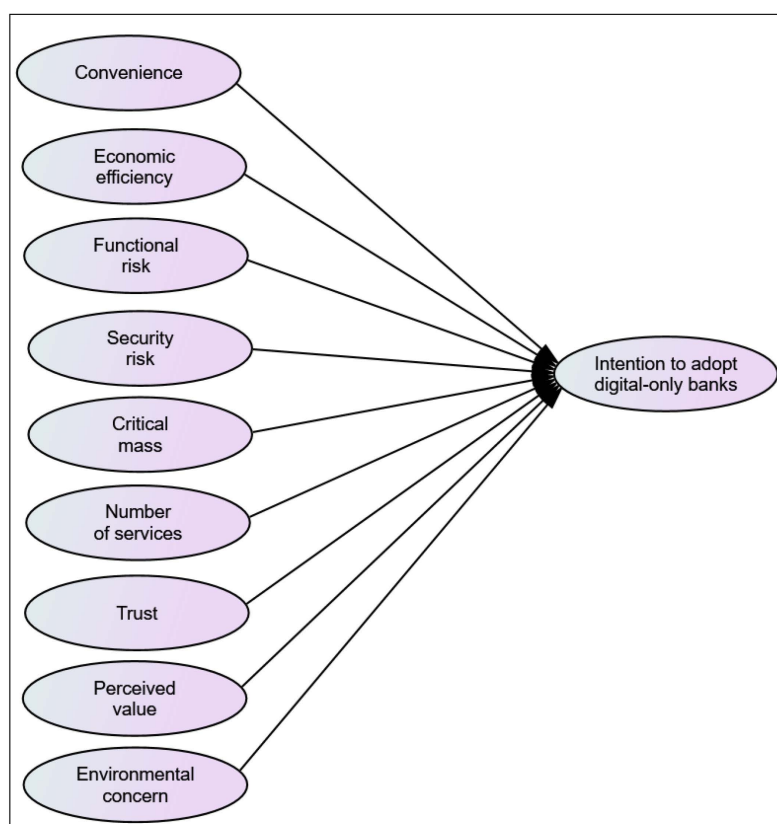 Convenience
Economic
efficiency
Functional
risk
Security
risk
Critical
mass
Number
of services
Trust
Perceived
value
Environmental
concern
Intention to adopt
digital-only banks